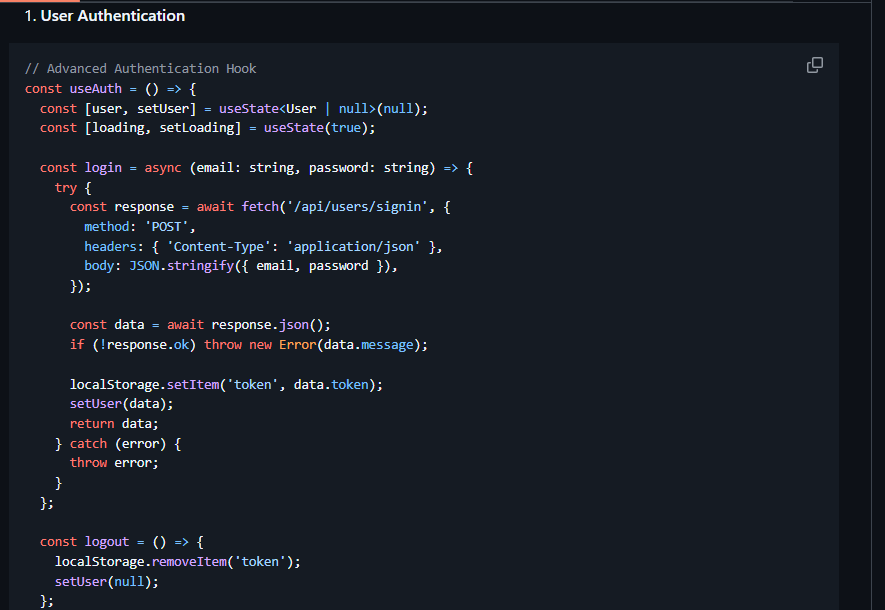 1. User Authentication
// Advanced Authentication Hook
const useAuth = () => {
  const [user, setUser] = useState<User | null>(null);
  const [loading, setLoading] = useState(true);

  const login = async (email: string, password: string) => {
    try {
      const response = await fetch('/api/users/signin', {
        method: 'POST',
        headers: { 'Content-Type': 'application/json' },
        body: JSON.stringify({ email, password }),
      });

      const data = await response.json();
      if (!response.ok) throw new Error(data.message);

      localStorage.setItem('token', data.token);
      setUser(data);
      return data;
    } catch (error) {
      throw error;
    }
  };

  const logout = () => {
    localStorage.removeItem('token');
    setUser(null);
  };